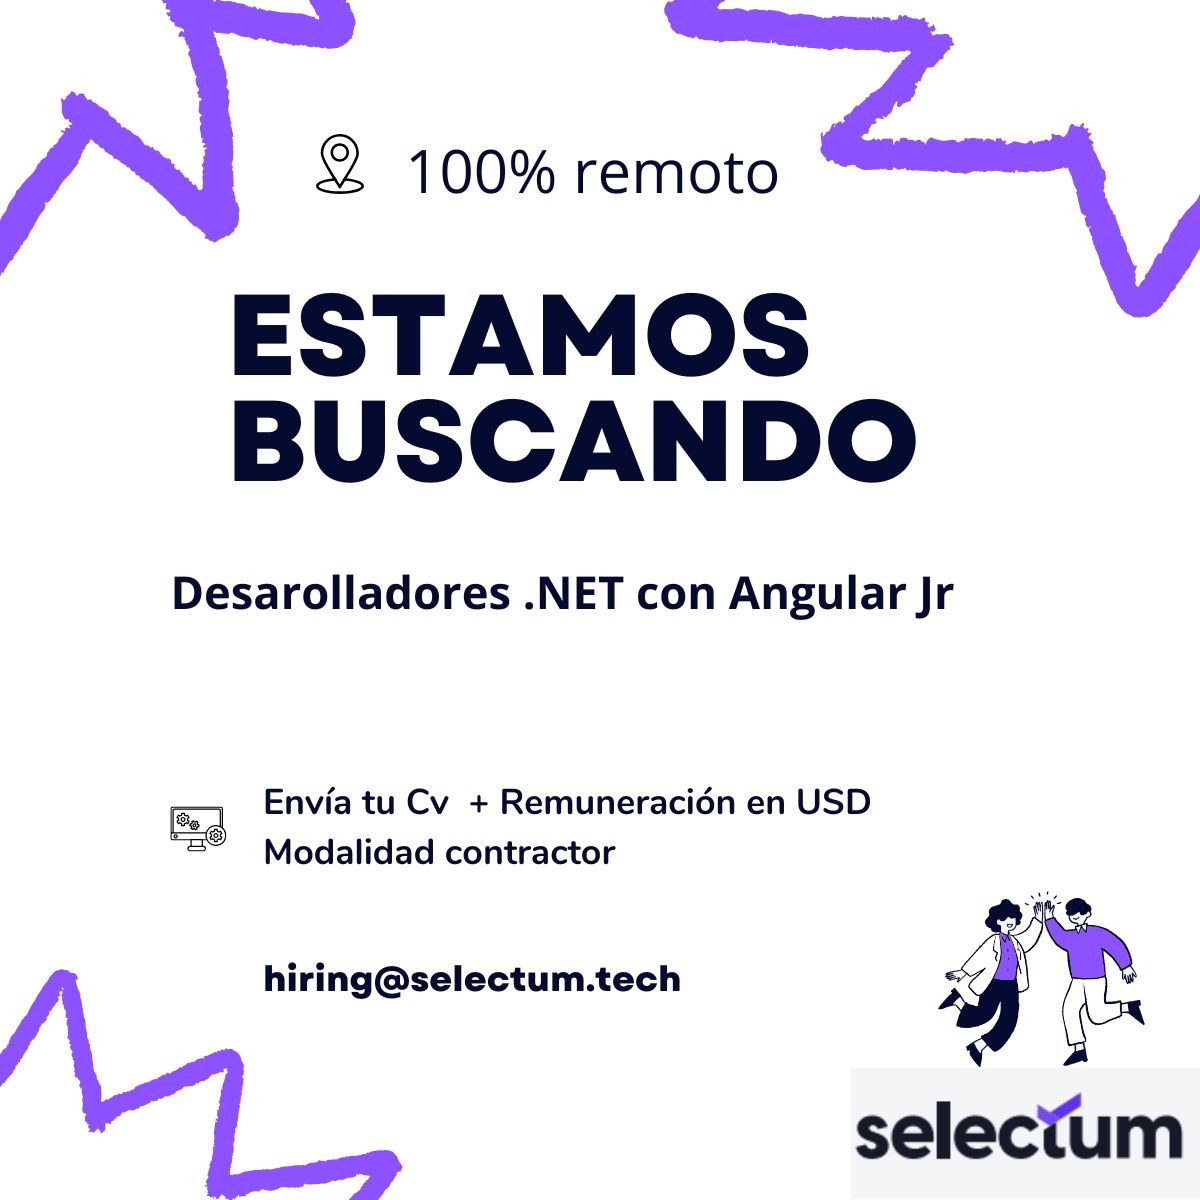 100% remoto
ESTAMOS
BUSCANDO
Desarolladores .NET con Angular Jr
Envía tu Cv + Remuneración en USD
Modalidad contractor
hiring@selectum.tech
selectum